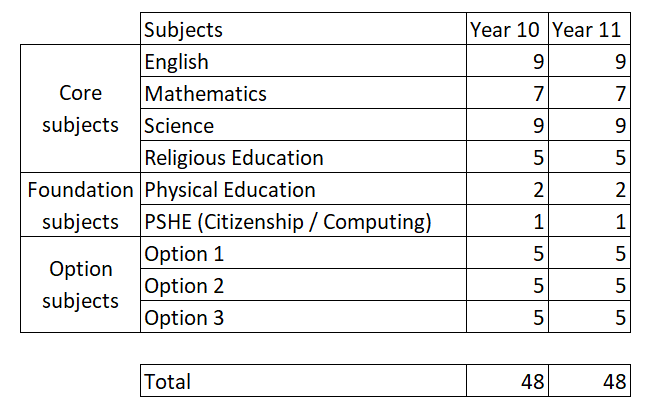 Subjects Year 10 Year 11
Core subjects
English 9 9
Mathematics 7 7
Science 9 9
Religious Education 5 5
Foundation subjects
Physical Education 2 2
PSHE (Citizenship / Computing) 1 1
Option subjects
Option 1 5 5
Option 2 5 5
Option 3 5 5
Total 48 48